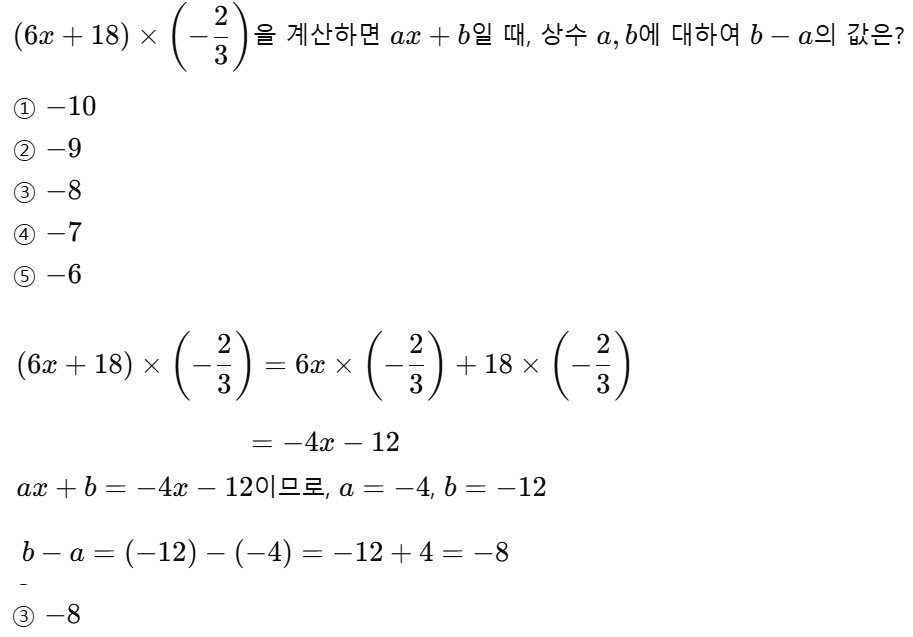 (6x + 18) × (−2/3)을 계산하면 ax + b일 때, 상수 a, b에 대하여 b − a의 값은?
① −10
② −9
③ −8
④ −7
⑤ −6
(6x + 18) × (−2/3) = 6x × (−2/3) + 18 × (−2/3)
= −4x − 12
ax + b = −4x − 12이므로, a = −4, b = −12
b − a = (−12) − (−4) = −12 + 4 = −8
③ −8